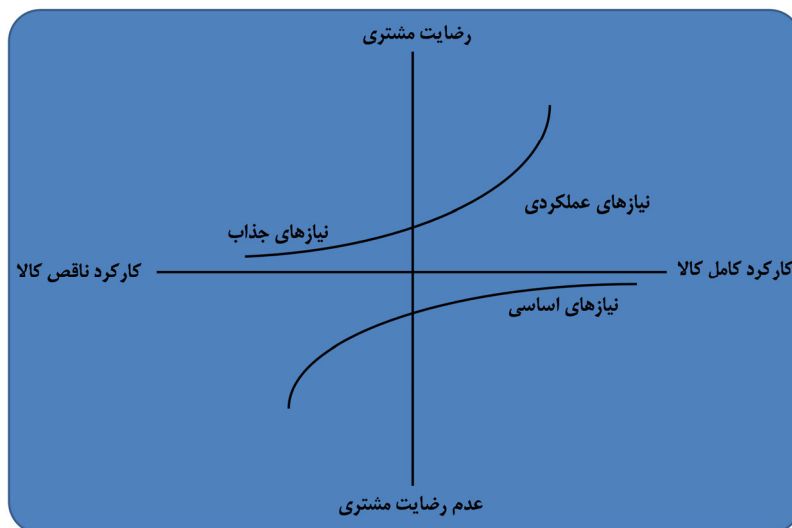 رضایت مشتری
نیازهای عملکردی
نیازهای جذاب
کارکرد کامل کالا
کارکرد ناقص کالا
نیازهای اساسی
عدم رضایت مشتری